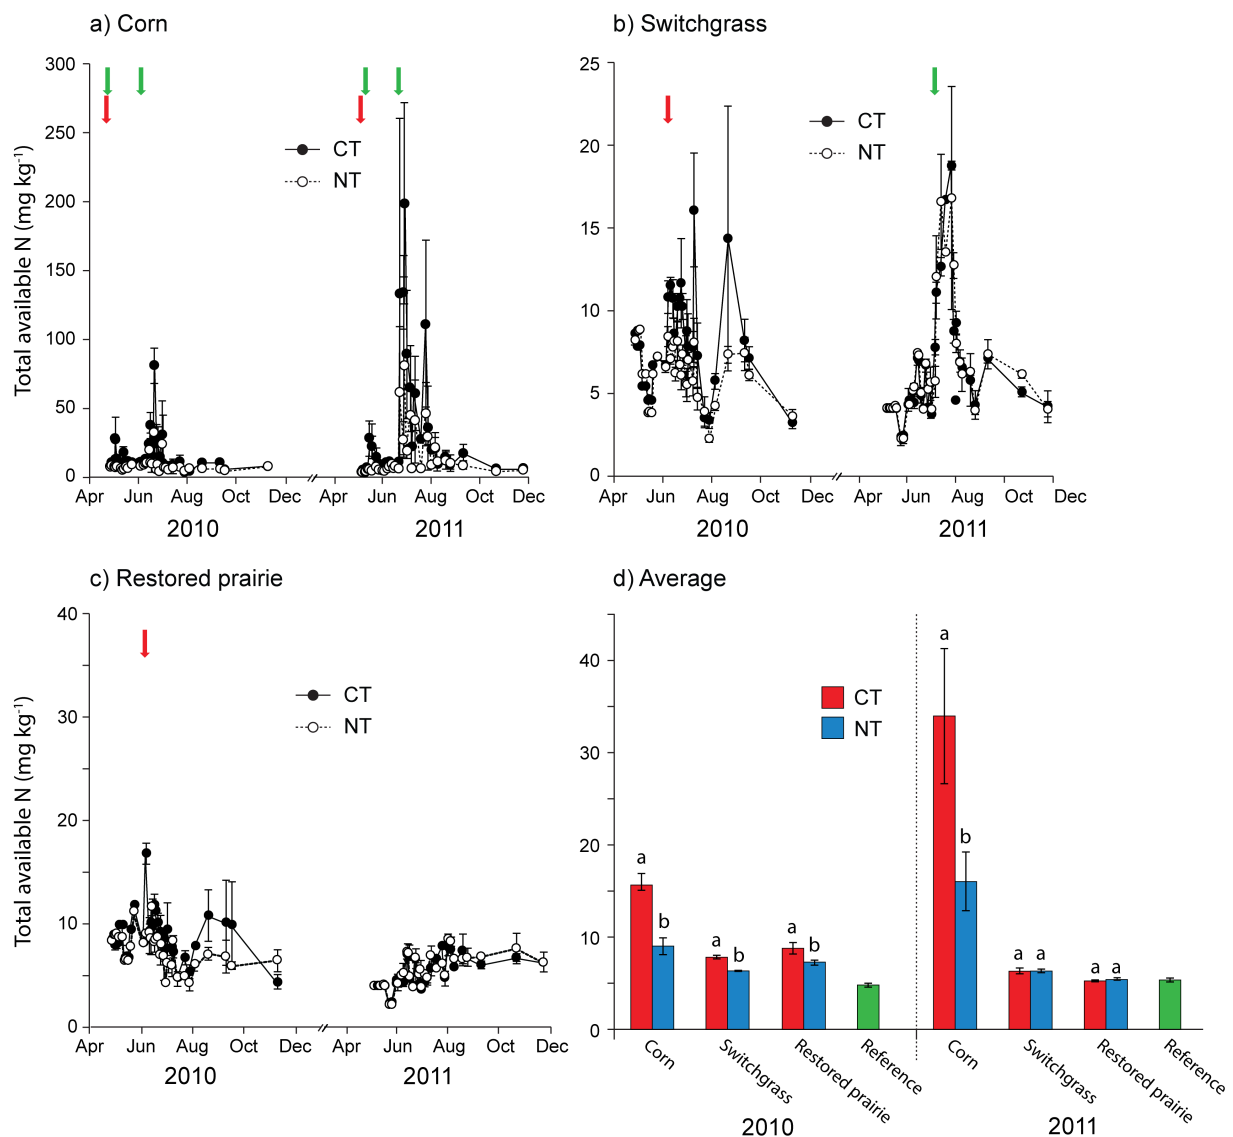 a) Corn
Total available N (mg kg-1)
300
250
200
150
100
50
0
CT
NT
Apr Jun Aug Oct Dec Apr Jun Aug Oct Dec
2010 2011
b) Switchgrass
25
20
15
10
5
0
CT
NT
Apr Jun Aug Oct Dec Apr Jun Aug Oct Dec
2010 2011
c) Restored prairie
Total available N (mg kg-1)
40
30
20
10
0
CT
NT
Apr Jun Aug Oct Dec Apr Jun Aug Oct Dec
2010 2011
d) Average
40
30
20
10
0
CT
NT
a b a b a b a b a a a a
Corn Switchgrass Restored prairie Reference Corn Switchgrass Restored prairie Reference
2010 2011